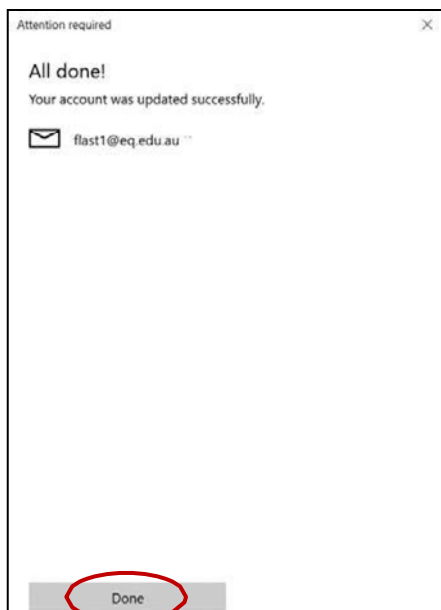 Attention required
All done!
Your account was updated successfully.
flast1@eq.edu.au
Done